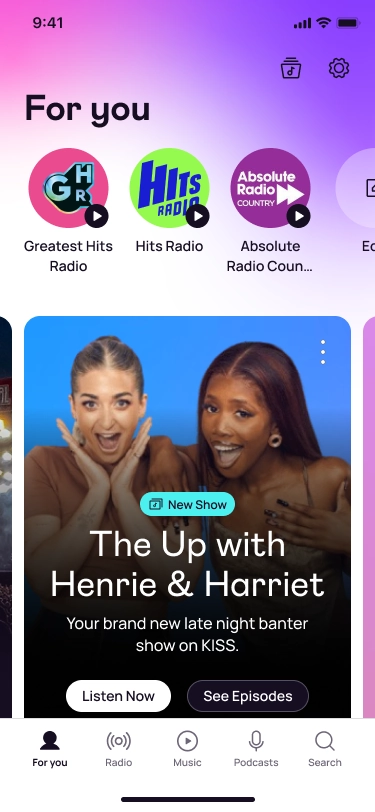 9:41
For you
GHR
HITS
RADIO
Absolute
Radio
COUNTRY
Greatest Hits
Radio
Hits Radio
Absolute
Radio Coun...
New Show
The Up with
Henrie & Harriet
Your brand new late night banter
show on KISS.
Listen Now
See Episodes
For you
Radio
Music
Podcasts
Search